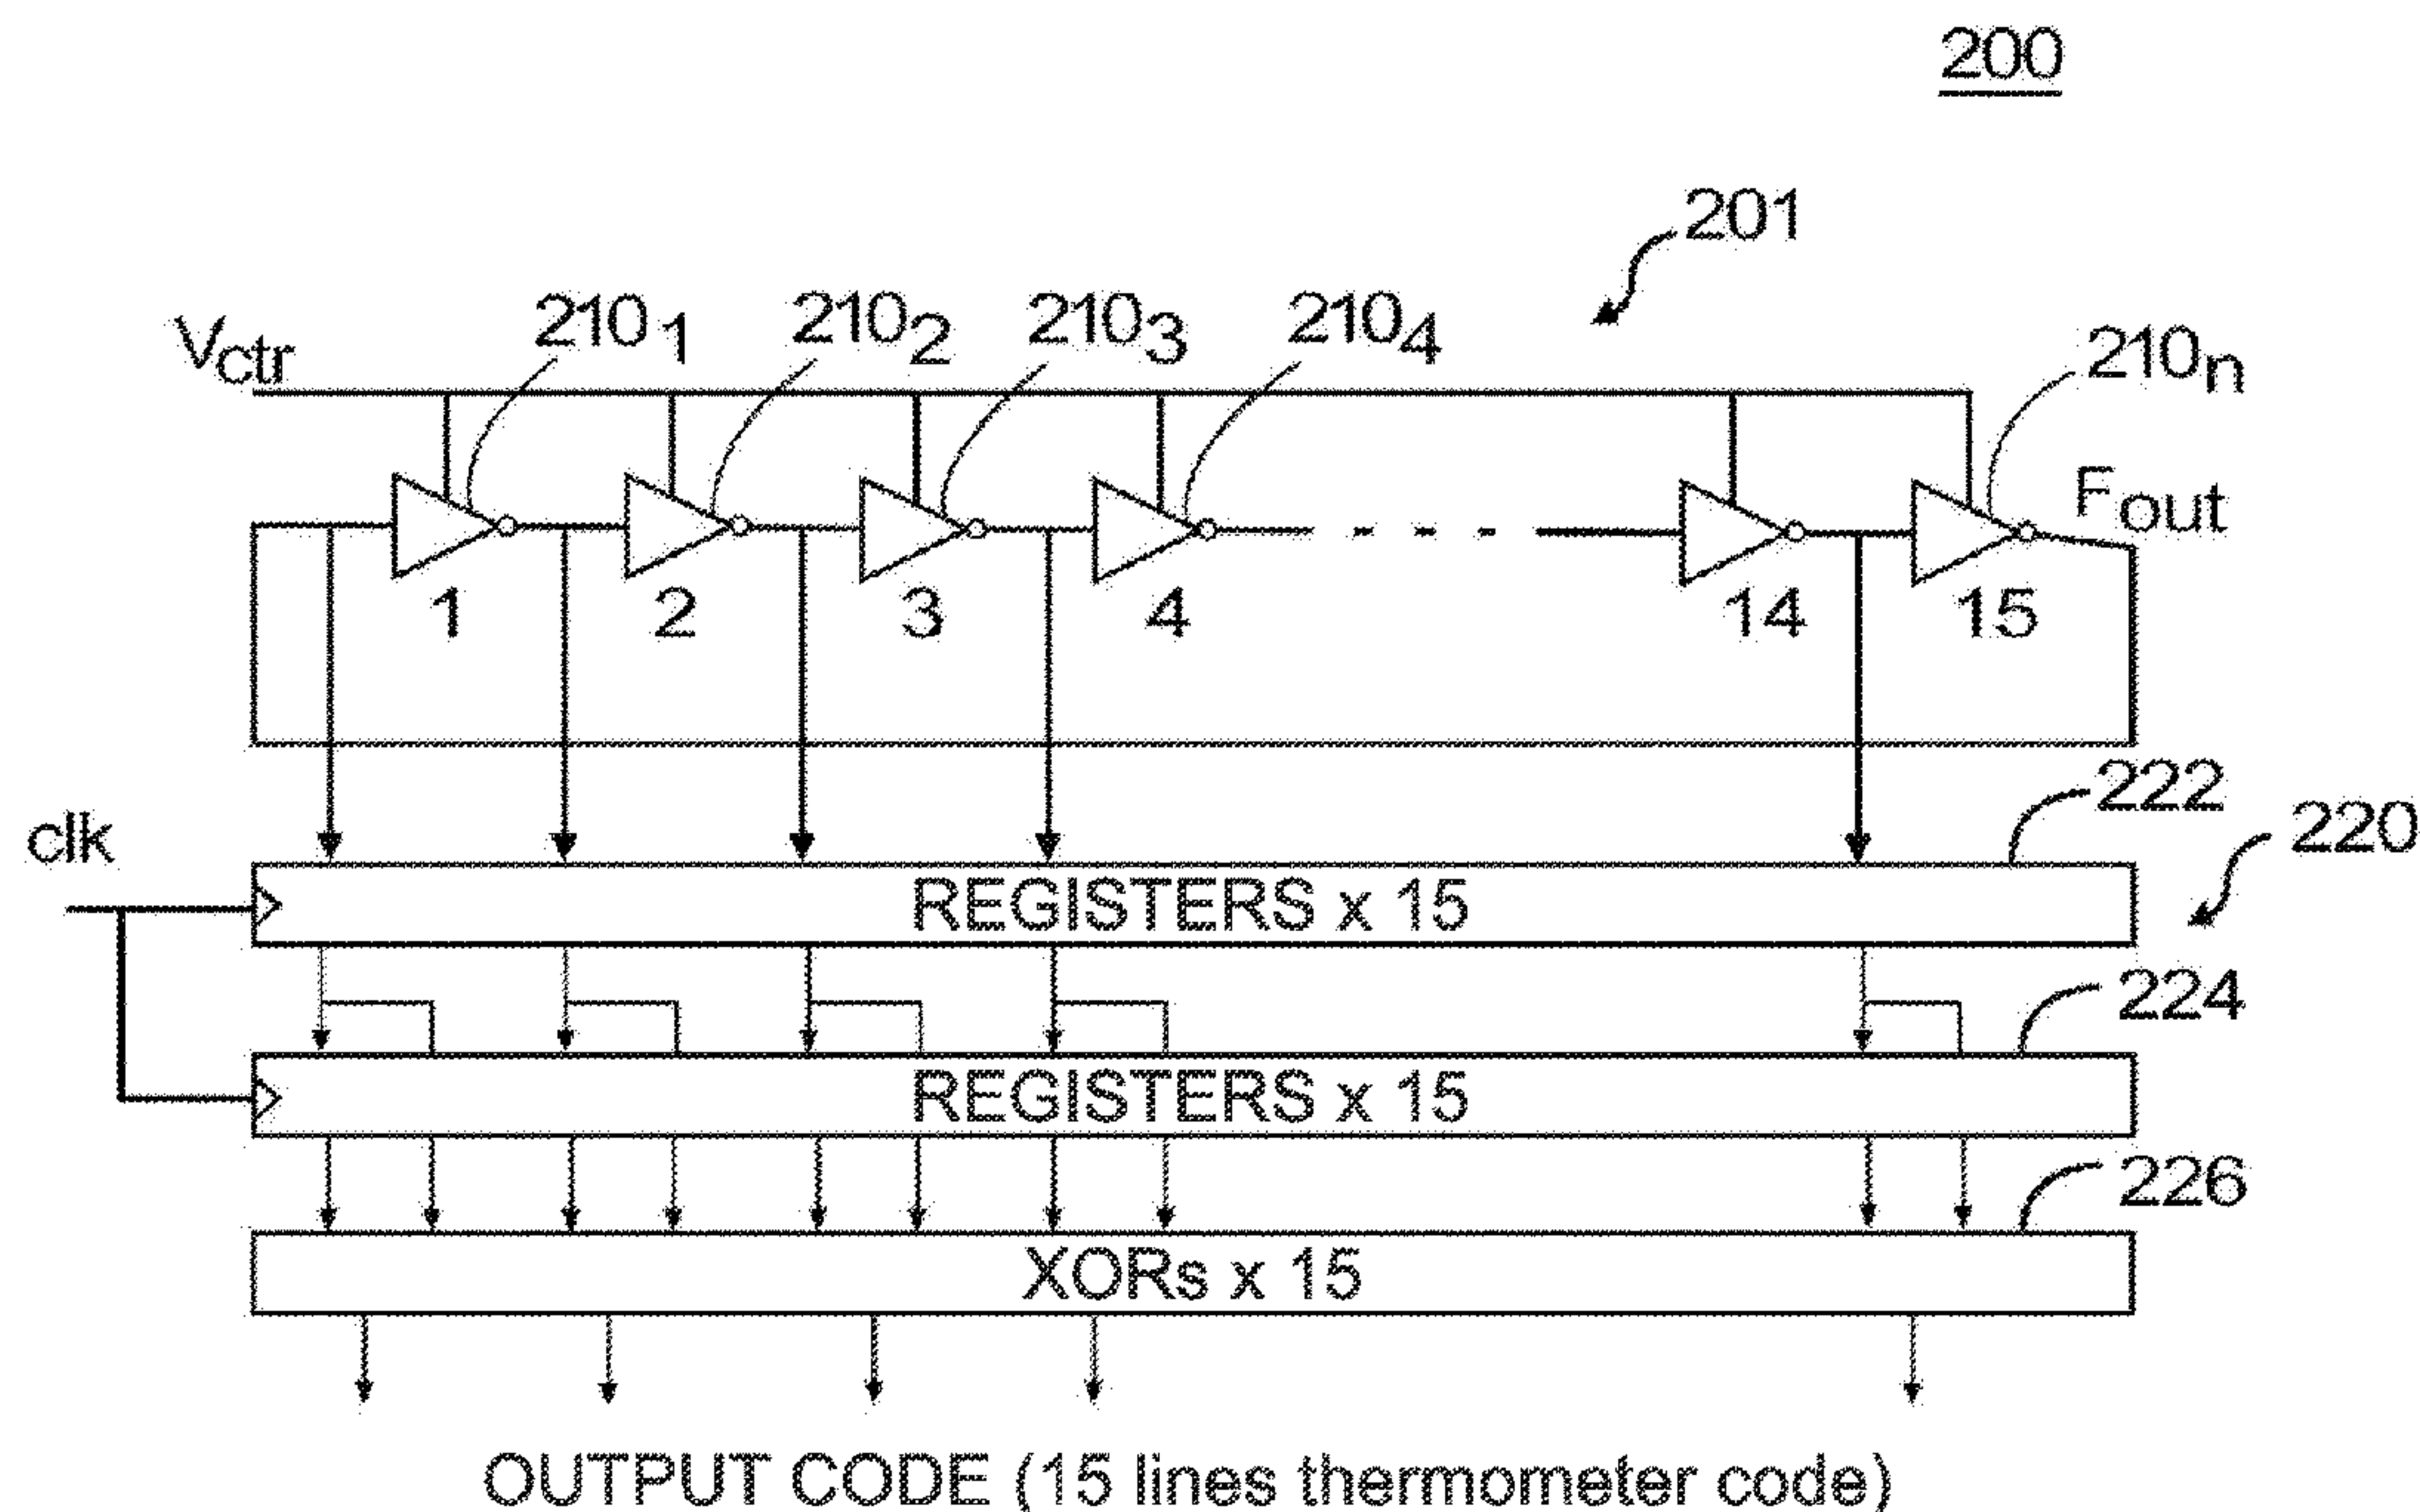 200
201
210₁ 210₂ 210₃ 210₄ 210ₙ
Vctr
Fout
1 2 3 4 14 15
222
clk
220
REGISTERS x 15
224
REGISTERS x 15
226
XORs x 15
OUTPUT CODE (15 lines thermometer code)